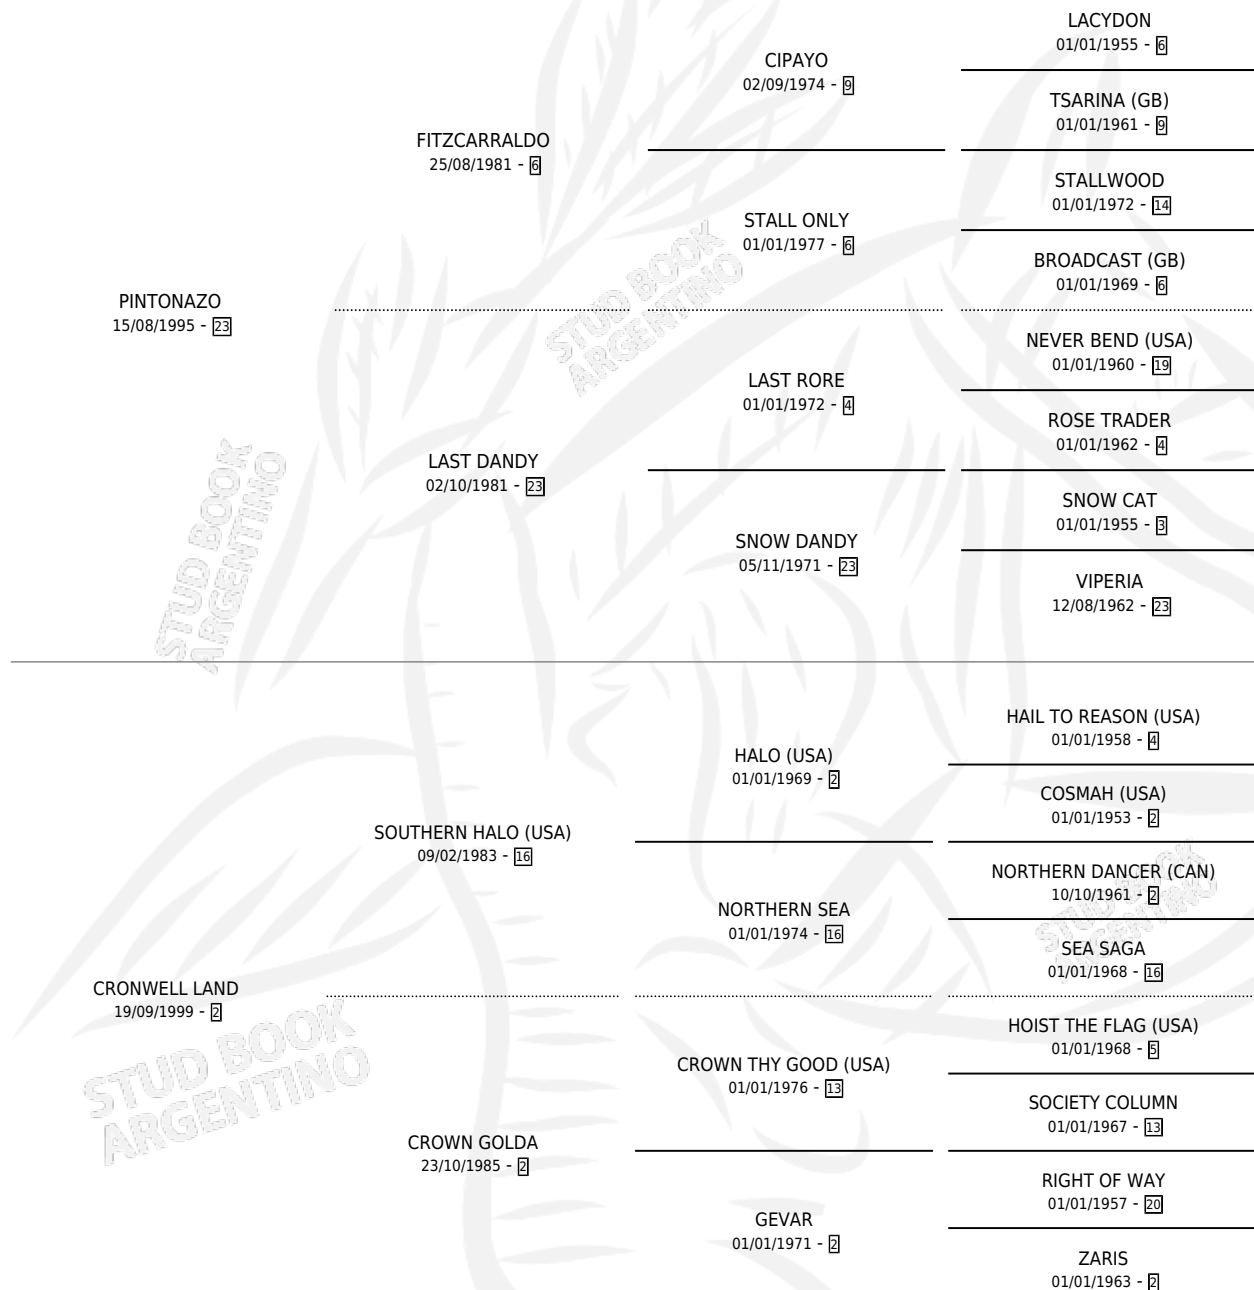 LACYDON
01/01/1955 - 6
CIPAYO
02/09/1974 - 9
TSARINA (GB)
01/01/1961 - 9
FITZCARRALDO
25/08/1981 - 6
STALLWOOD
01/01/1972 - 14
STALL ONLY
01/01/1977 - 6
BROADCAST (GB)
01/01/1969 - 6
PINTONAZO
15/08/1995 - 23
STUD BOOK
ARGENTINO
NEVER BEND (USA)
01/01/1960 - 19
LAST RORE
01/01/1972 - 4
ROSE TRADER
01/01/1962 - 4
LAST DANDY
02/10/1981 - 23
SNOW CAT
01/01/1955 - 3
SNOW DANDY
05/11/1971 - 23
VIPERIA
12/08/1962 - 23
STUD BOOK
ARGENTINO
HAIL TO REASON (USA)
01/01/1958 - 4
HALO (USA)
01/01/1969 - 2
COSMAH (USA)
01/01/1953 - 2
SOUTHERN HALO (USA)
09/02/1983 - 16
NORTHERN DANCER (CAN)
10/10/1961 - 2
NORTHERN SEA
01/01/1974 - 16
SEA SAGA
01/01/1968 - 16
STUD BOOK
ARGENTINO
CRONWELL LAND
19/09/1999 - 2
HOIST THE FLAG (USA)
01/01/1968 - 5
CROWN THY GOOD (USA)
01/01/1976 - 13
SOCIETY COLUMN
01/01/1967 - 13
STUD BOOK
ARGENTINO
CROWN GOLDA
23/10/1985 - 2
RIGHT OF WAY
01/01/1957 - 20
GEVAR
01/01/1971 - 2
ZARIS
01/01/1963 - 2